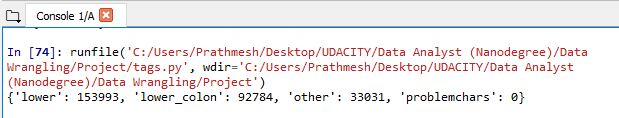 Console 1/A
In [74]: runfile('C:/Users/Prathmesh/Desktop/UDACITY/Data Analyst (Nanodegree)/Data
Wrangling/Project/tags.py', wdir='C:/Users/Prathmesh/Desktop/UDACITY/Data Analyst
(Nanodegree)/Data Wrangling/Project')
{'lower': 153993, 'lower_colon': 92784, 'other': 33031, 'problemchars': 0}